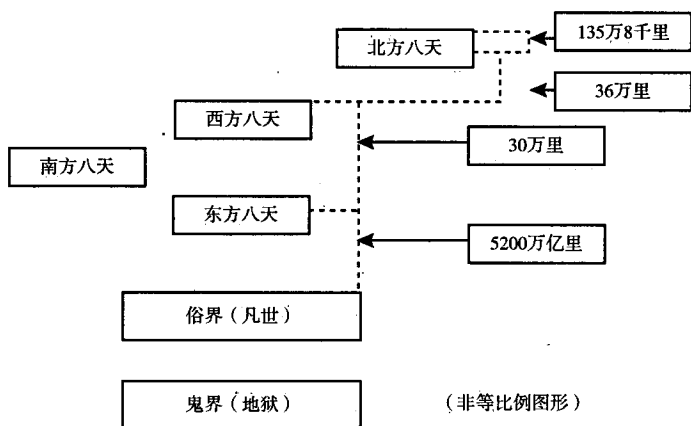 北方八天
135万8千里
36万里
西方八天
30万里
南方八天
东方八天
5200万亿里
俗界（凡世）
鬼界（地狱）
（非等比例图形）